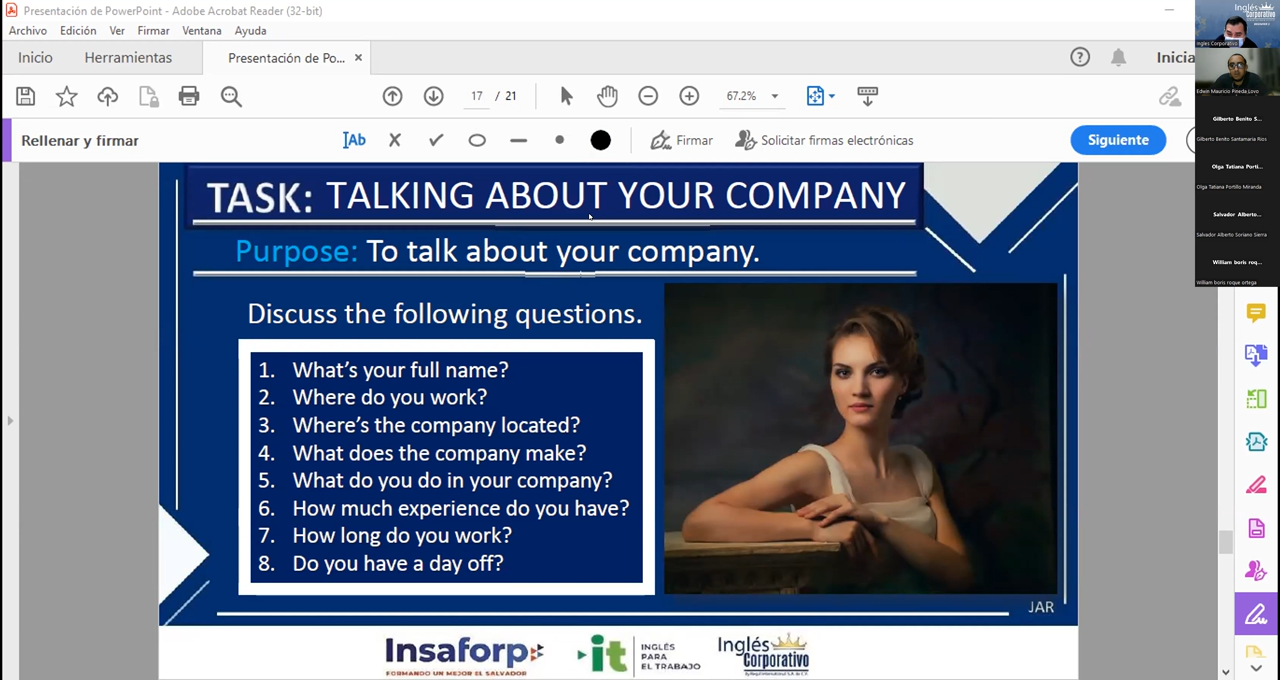 Presentación de PowerPoint - Adobe Acrobat Reader (32-bit)
Archivo Edición Ver Firmar Ventana Ayuda
Inicio Herramientas Presentación de Po... × Inicia
17 / 21 67.2%
Rellenar y firmar Ab Firmar Solicitar firmas electrónicas Siguiente
TASK: TALKING ABOUT YOUR COMPANY
Purpose: To talk about your company.
Discuss the following questions.
1. What's your full name?
2. Where do you work?
3. Where's the company located?
4. What does the company make?
5. What do you do in your company?
6. How much experience do you have?
7. How long do you work?
8. Do you have a day off?
JAR
Insaforp
FORMANDO UN MEJOR EL SALVADOR
it INGLÉS
PARA
EL TRABAJO
Inglés
Corporativo
Inglés
Corporativo
Ingles Corporativo
Edwin Mauricio Pineda Lovo
Gilberto Benito S...
Gilberto Benito Santamaria Rios
Olga Tatiana Porti...
Olga Tatiana Portillo Miranda
Salvador Alberto...
Salvador Alberto Soriano Sierra
William boris roq...
William boris roque ortega